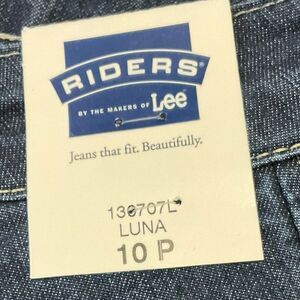 RIDERS®
BY THE MAKERS OF Lee®
Jeans that fit. Beautifully.
LUNA
10 P